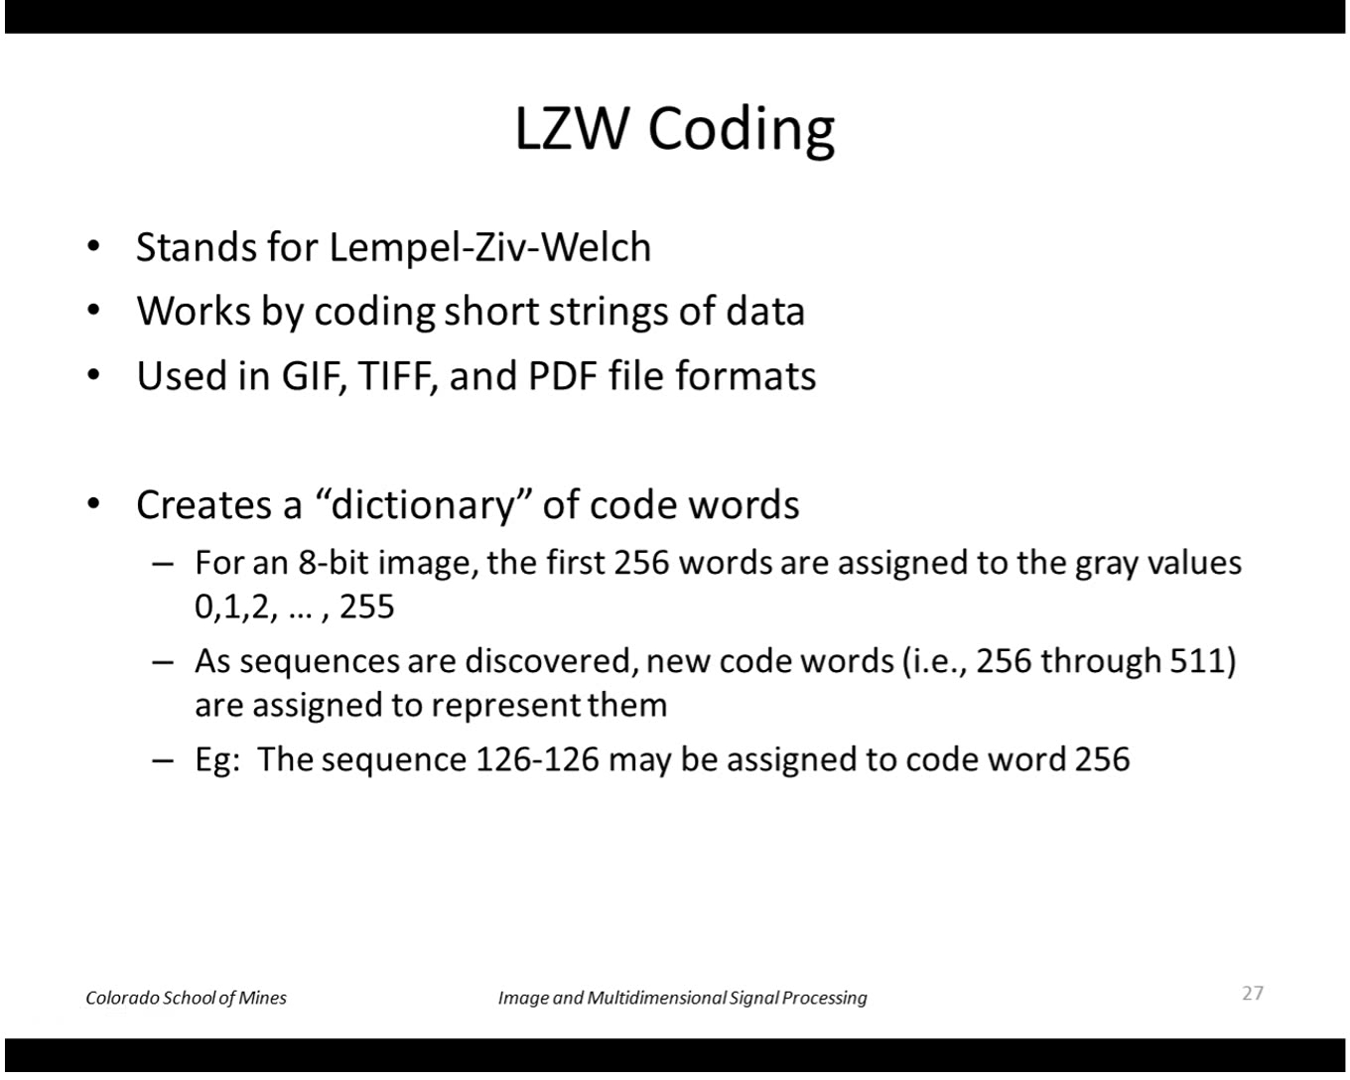 LZW Coding
• Stands for Lempel-Ziv-Welch
• Works by coding short strings of data
• Used in GIF, TIFF, and PDF file formats
• Creates a “dictionary” of code words
– For an 8-bit image, the first 256 words are assigned to the gray values
0,1,2, … , 255
– As sequences are discovered, new code words (i.e., 256 through 511)
are assigned to represent them
– Eg: The sequence 126-126 may be assigned to code word 256
Colorado School of Mines
Image and Multidimensional Signal Processing
27